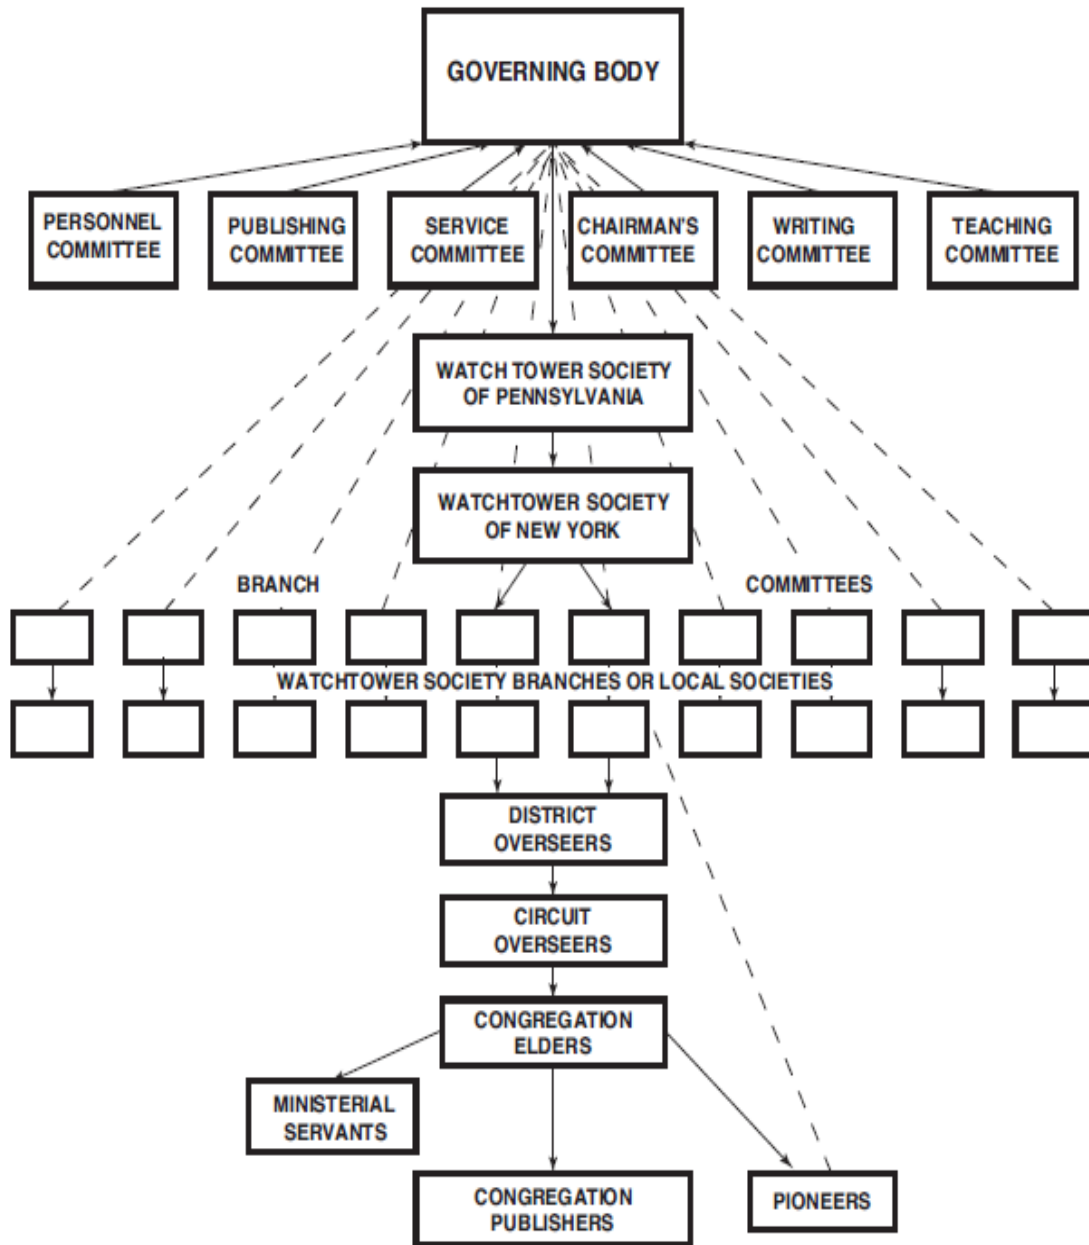 GOVERNING BODY
PERSONNEL
COMMITTEE
PUBLISHING
COMMITTEE
SERVICE
COMMITTEE
CHAIRMAN'S
COMMITTEE
WRITING
COMMITTEE
TEACHING
COMMITTEE
WATCH TOWER SOCIETY
OF PENNSYLVANIA
WATCHTOWER SOCIETY
OF NEW YORK
BRANCH
COMMITTEES
WATCHTOWER SOCIETY BRANCHES OR LOCAL SOCIETIES
DISTRICT
OVERSEERS
CIRCUIT
OVERSEERS
CONGREGATION
ELDERS
MINISTERIAL
SERVANTS
CONGREGATION
PUBLISHERS
PIONEERS